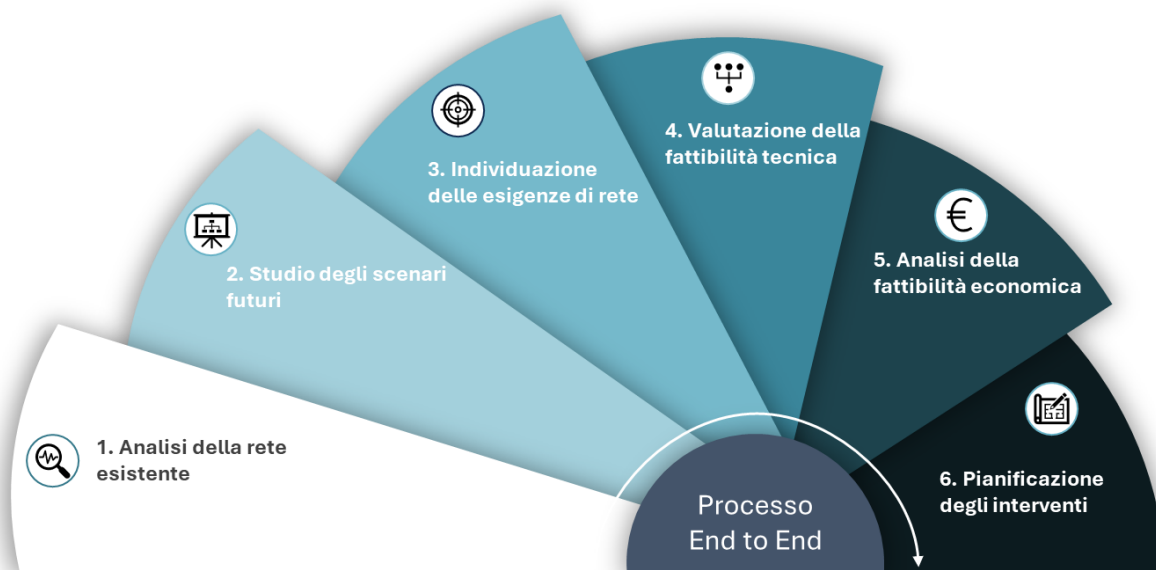 1. Analisi della rete
esistente
2. Studio degli scenari
futuri
3. Individuazione
delle esigenze di rete
4. Valutazione della
fattibilità tecnica
5. Analisi della
fattibilità economica
6. Pianificazione
degli interventi
Processo
End to End